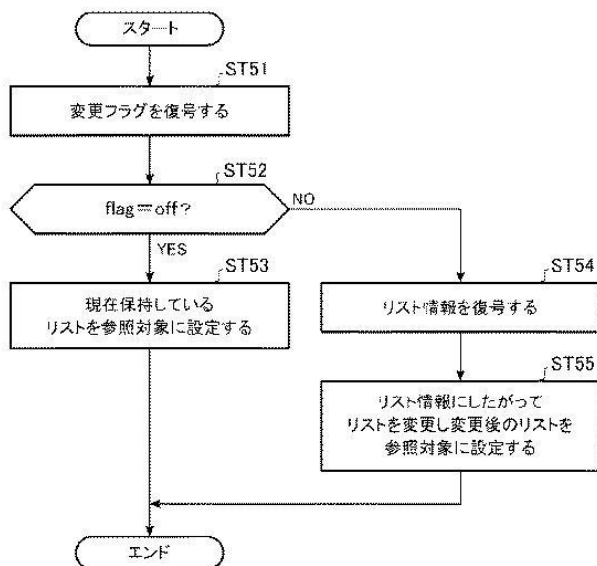 スタート
ST51
変更フラグを復号する
ST52
flag=off?
NO
YES
ST53
現在保持している
リストを参照対象に設定する
ST54
リスト情報を復号する
ST55
リスト情報にしたがって
リストを変更し変更後のリストを
参照対象に設定する
エンド